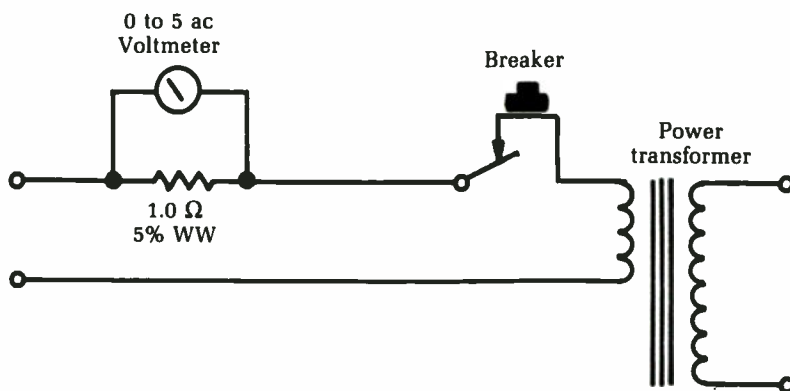 0 to 5 ac
Voltmeter
Breaker
Power
transformer
1.0 Ω
5% WW